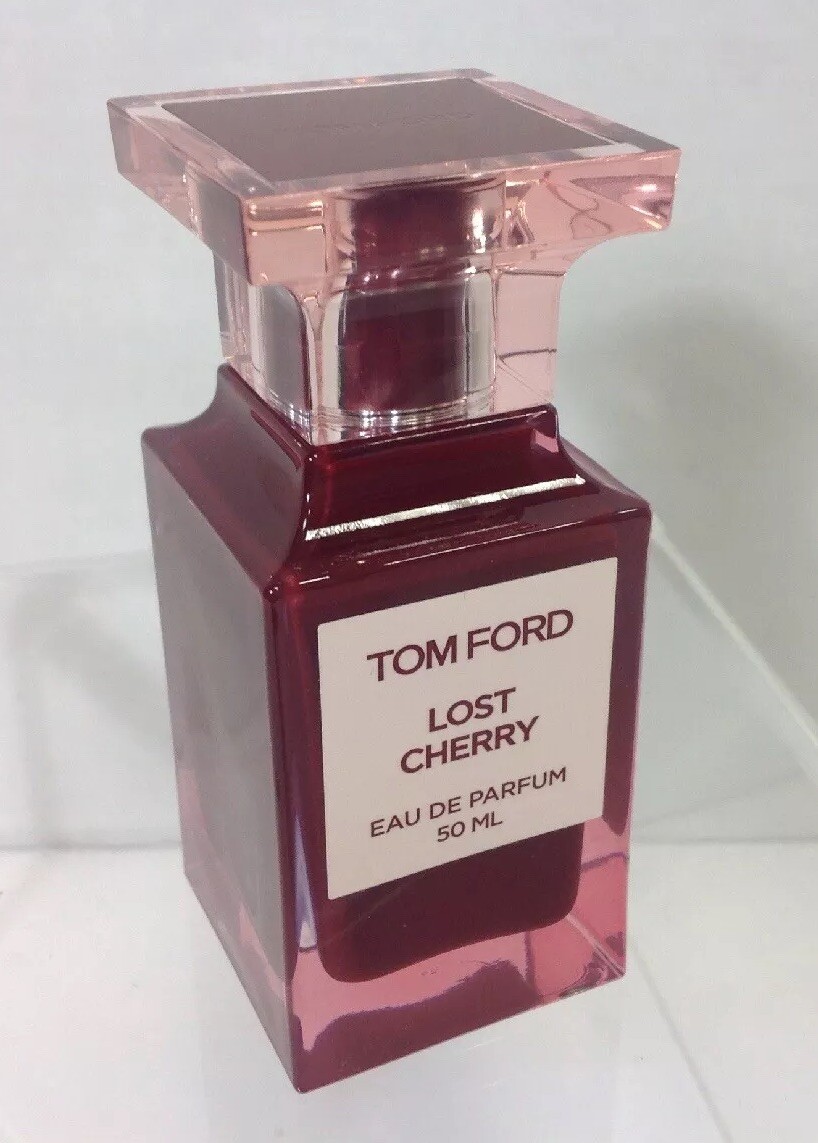 TOM FORD
LOST
CHERRY
EAU DE PARFUM
50 ML